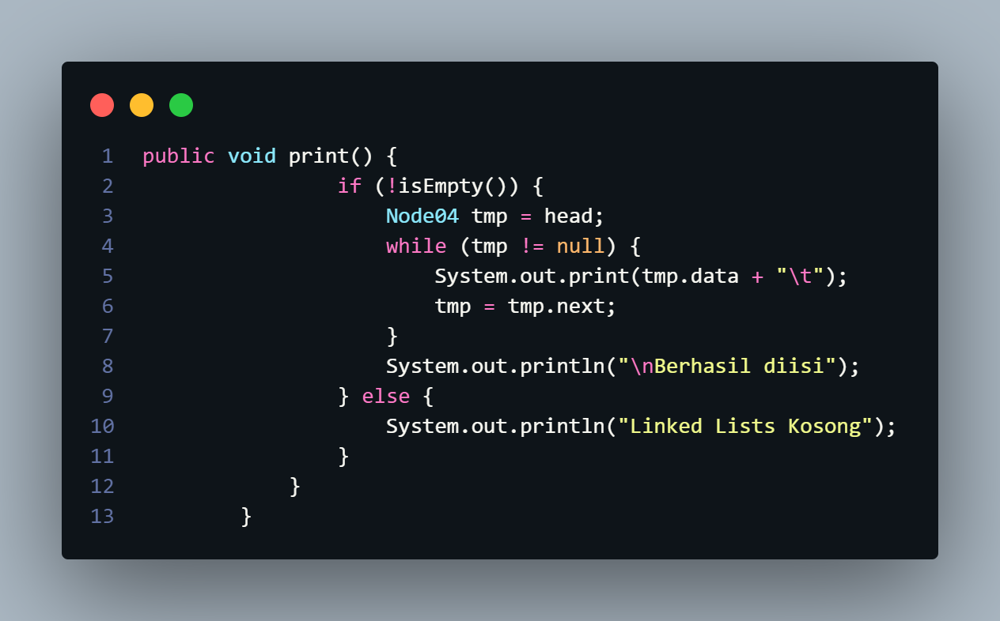 1 public void print() {
2 if (!isEmpty()) {
3 Node04 tmp = head;
4 while (tmp != null) {
5 System.out.print(tmp.data + "\t");
6 tmp = tmp.next;
7 }
8 System.out.println("\nBerhasil diisi");
9 } else {
10 System.out.println("Linked Lists Kosong");
11 }
12 }
13 }